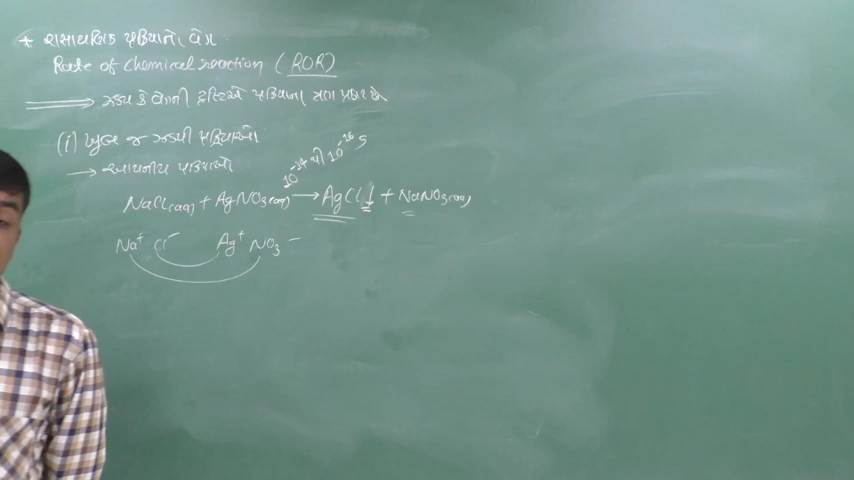 * રાસાયણિક પ્રક્રિયાનો વેગ
Rate of chemical reaction (ROR)
⟹ ઝડપ કે વેગની દ્રષ્ટિએ પ્રક્રિયાના ત્રણ પ્રકાર છે
(i) ખુબ જ ઝડપી પ્રક્રિયાઓ
→ આયનીય પ્રક્રિયાઓ
10⁻¹⁴ થી 10⁻¹⁶ s
NaCl(aq) + AgNO₃(aq) → AgCl↓ + NaNO₃(aq)
Na⁺ Cl⁻ Ag⁺ NO₃⁻